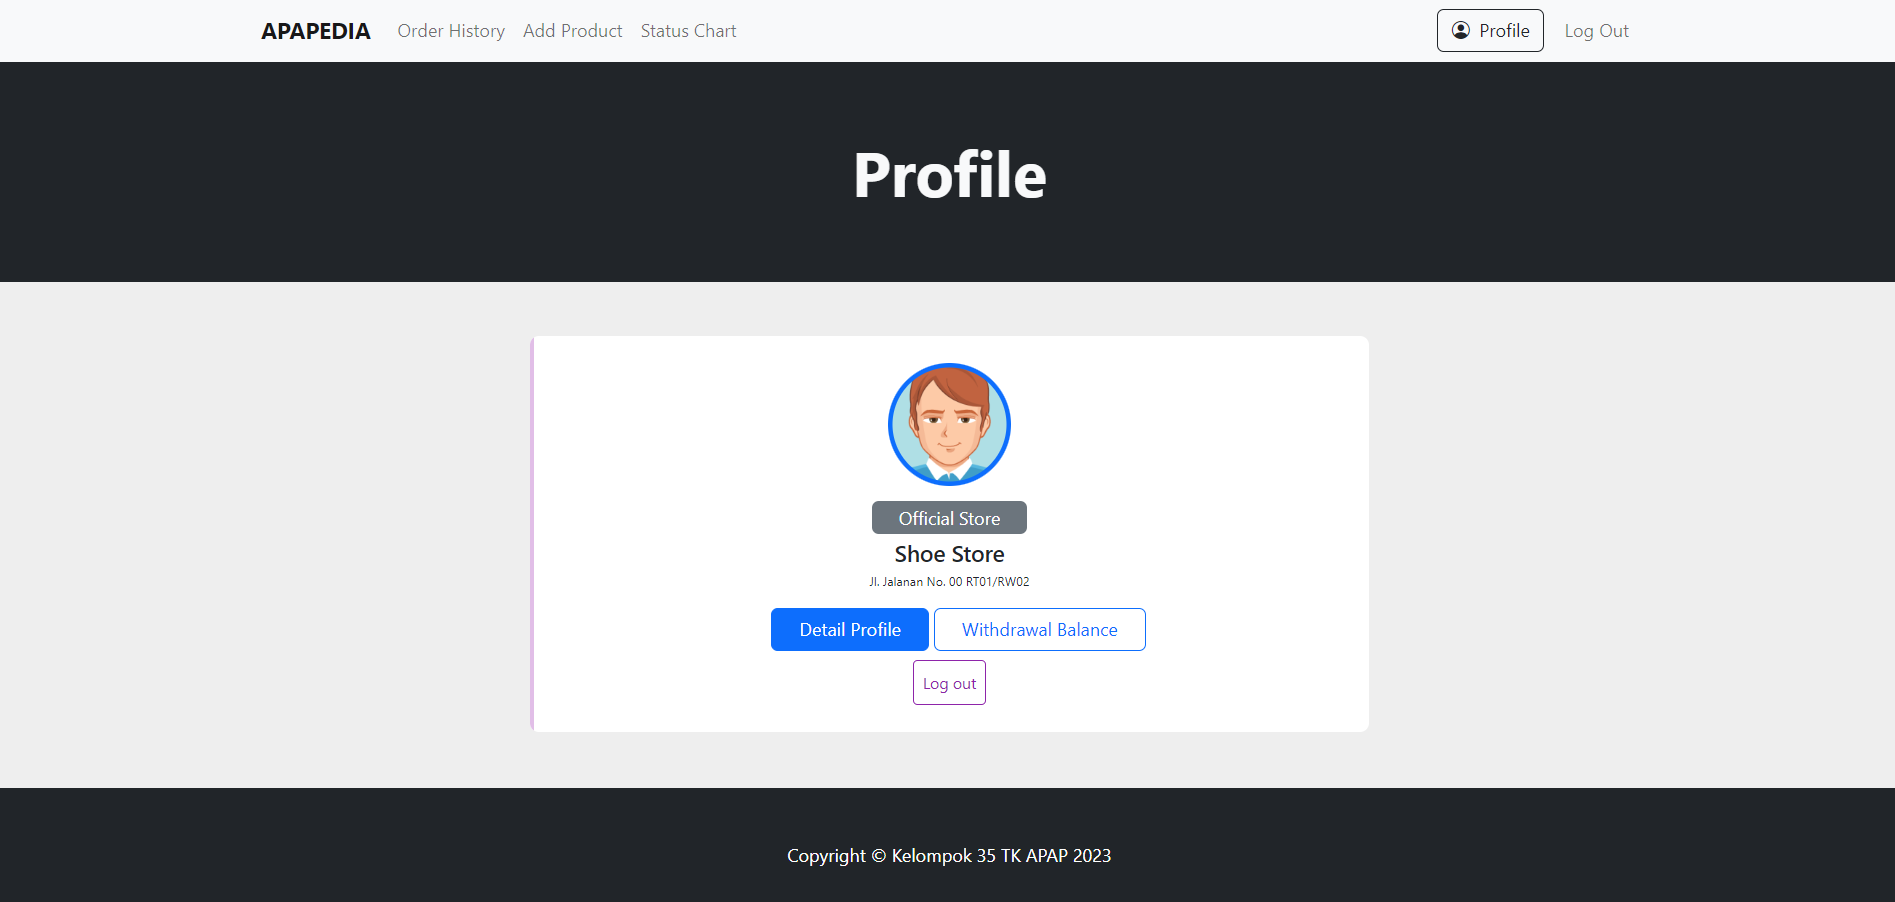 APAPEDIA Order History Add Product Status Chart Profile Log Out
Profile
Official Store
Shoe Store
Jl. Jalanan No. 00 RT01/RW02
Detail Profile Withdrawal Balance
Log out
Copyright © Kelompok 35 TK APAP 2023